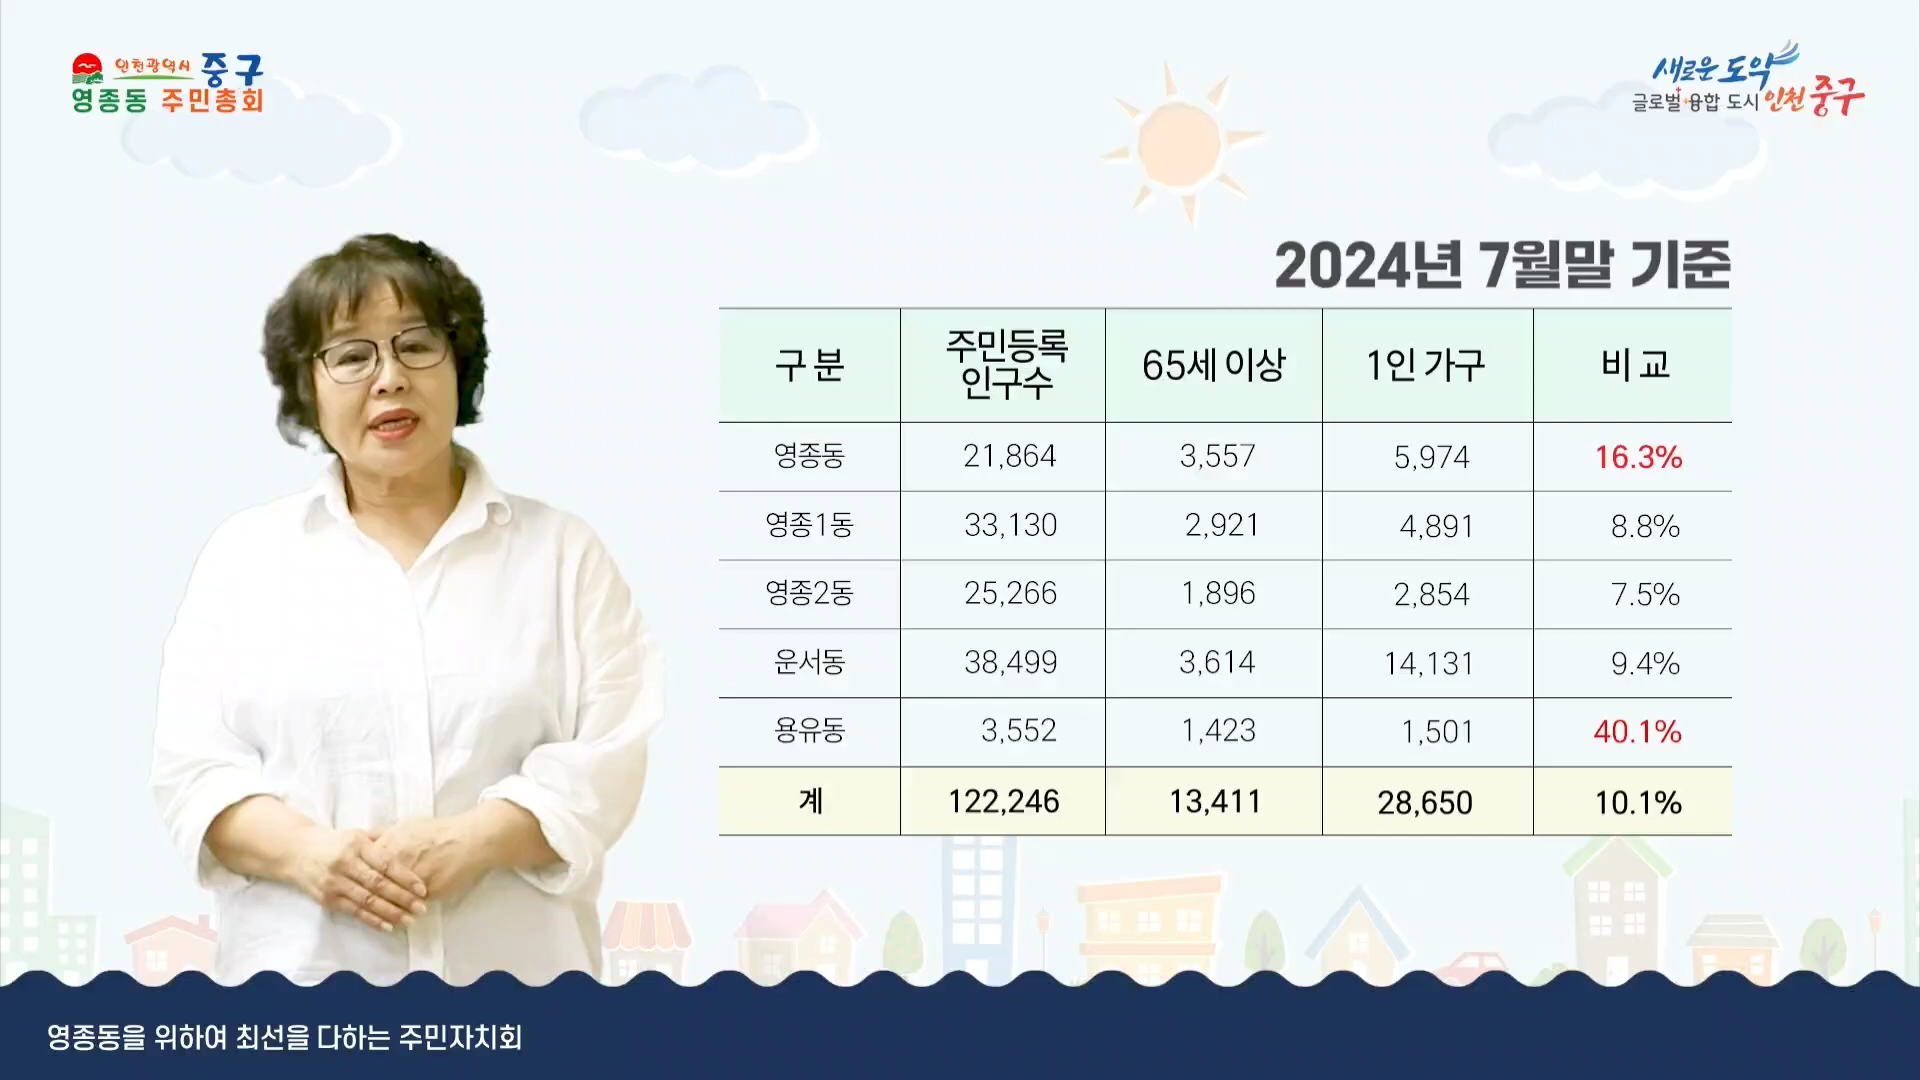 인천광역시 중구
영종동 주민총회
새로운 도약
글로벌 융합 도시 인천 중구
2024년 7월말 기준
구 분 주민등록 인구수 65세 이상 1인 가구 비 교
영종동 21,864 3,557 5,974 16.3%
영종1동 33,130 2,921 4,891 8.8%
영종2동 25,266 1,896 2,854 7.5%
운서동 38,499 3,614 14,131 9.4%
용유동 3,552 1,423 1,501 40.1%
계 122,246 13,411 28,650 10.1%
영종동을 위하여 최선을 다하는 주민자치회